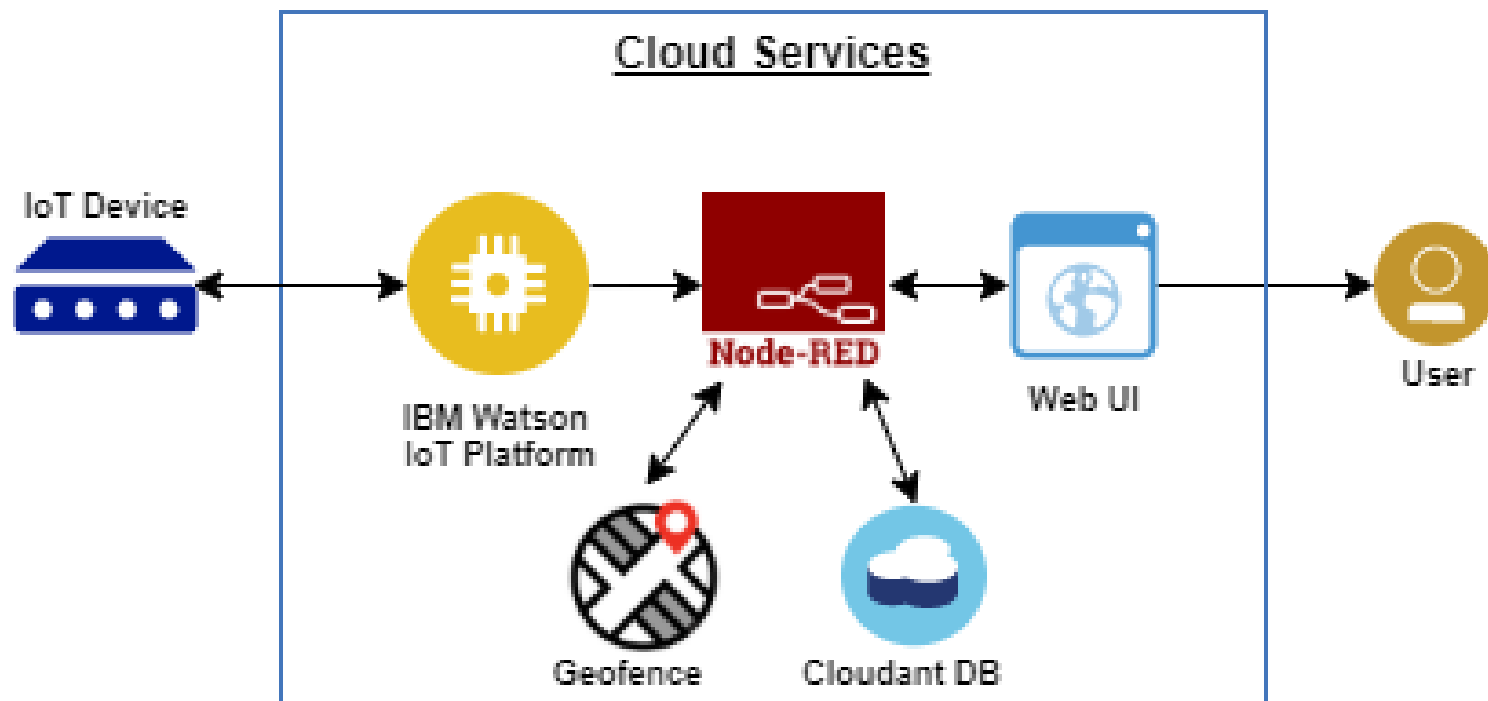 Cloud Services
IoT Device
Node-RED
IBM Watson
IoT Platform
Web UI
User
Geofence
Cloudant DB